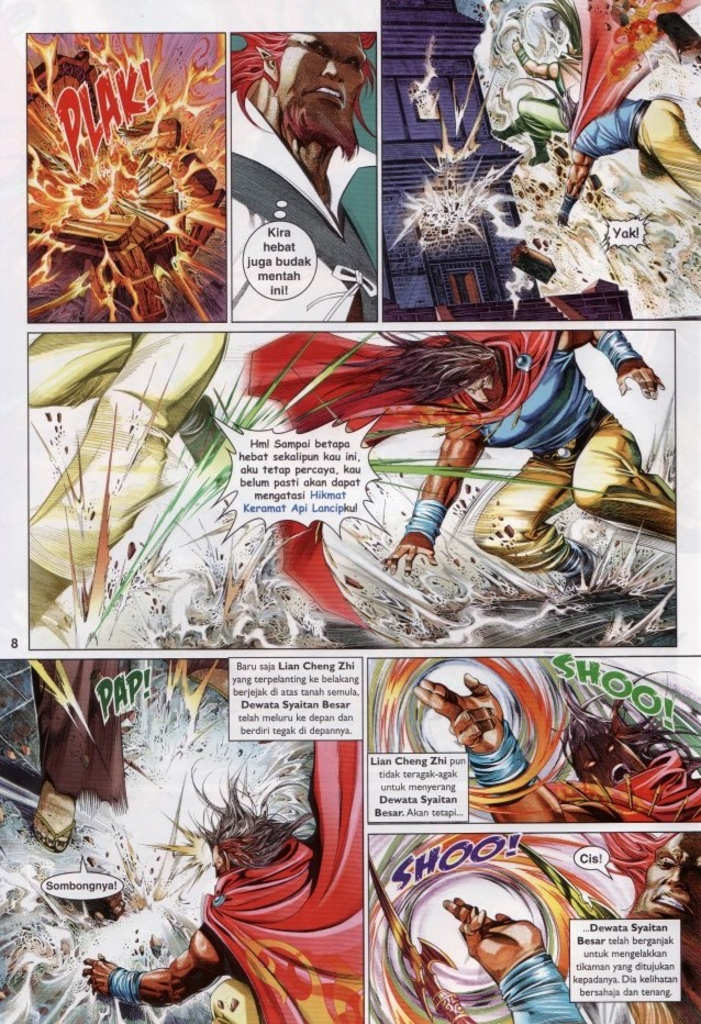 PLAK!
Kira
hebat
juga budak
mentah
ini!
Yak!
Hm! Sampai betapa
hebat sekalipun kau ini,
aku tetap percaya, kau
belum pasti akan dapat
mengatasi Hikmat
Keramat Api Lancipku!
8
PAP!
Baru saja Lian Cheng Zhi
yang terpelanting ke belakang
berjejak di atas tanah semula,
Dewata Syaitan Besar
telah meluru ke depan dan
berdiri tegak di depannya.
Sombongnya!
SHOO!
Lian Cheng Zhi pun
tidak teragak-agak
untuk menyerang
Dewata Syaitan
Besar. Akan tetapi...
SHOO!
Cis!
...Dewata Syaitan
Besar telah berganjak
untuk mengelakkan
tikaman yang ditujukan
kepadanya. Dia kelihatan
bersahaja dan tenang.